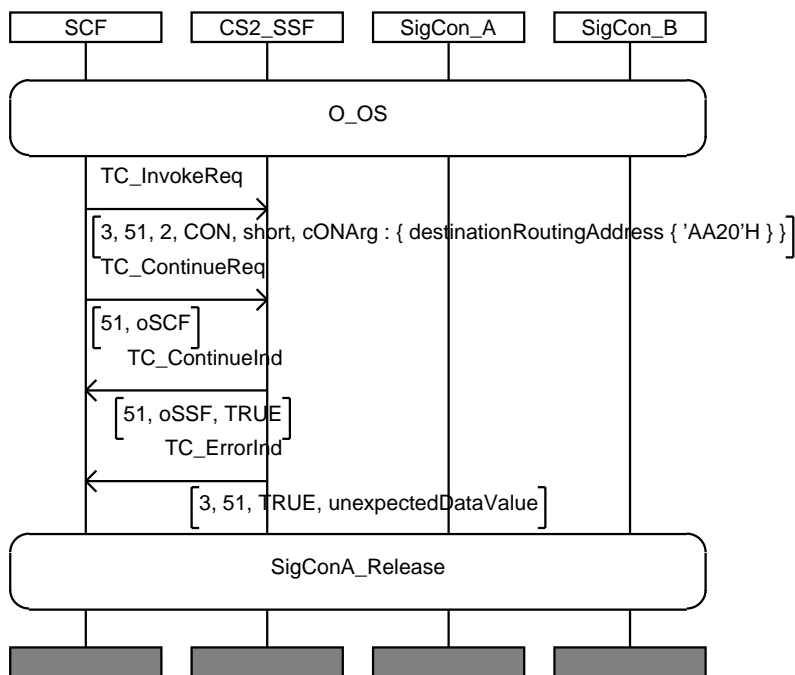 SCF CS2_SSF SigCon_A SigCon_B
O_OS
TC_InvokeReq
3, 51, 2, CON, short, cONArg : { destinationRoutingAddress { 'AA20'H } }
TC_ContinueReq
51, oSCF
TC_ContinueInd
51, oSSF, TRUE
TC_ErrorInd
3, 51, TRUE, unexpectedDataValue
SigConA_Release